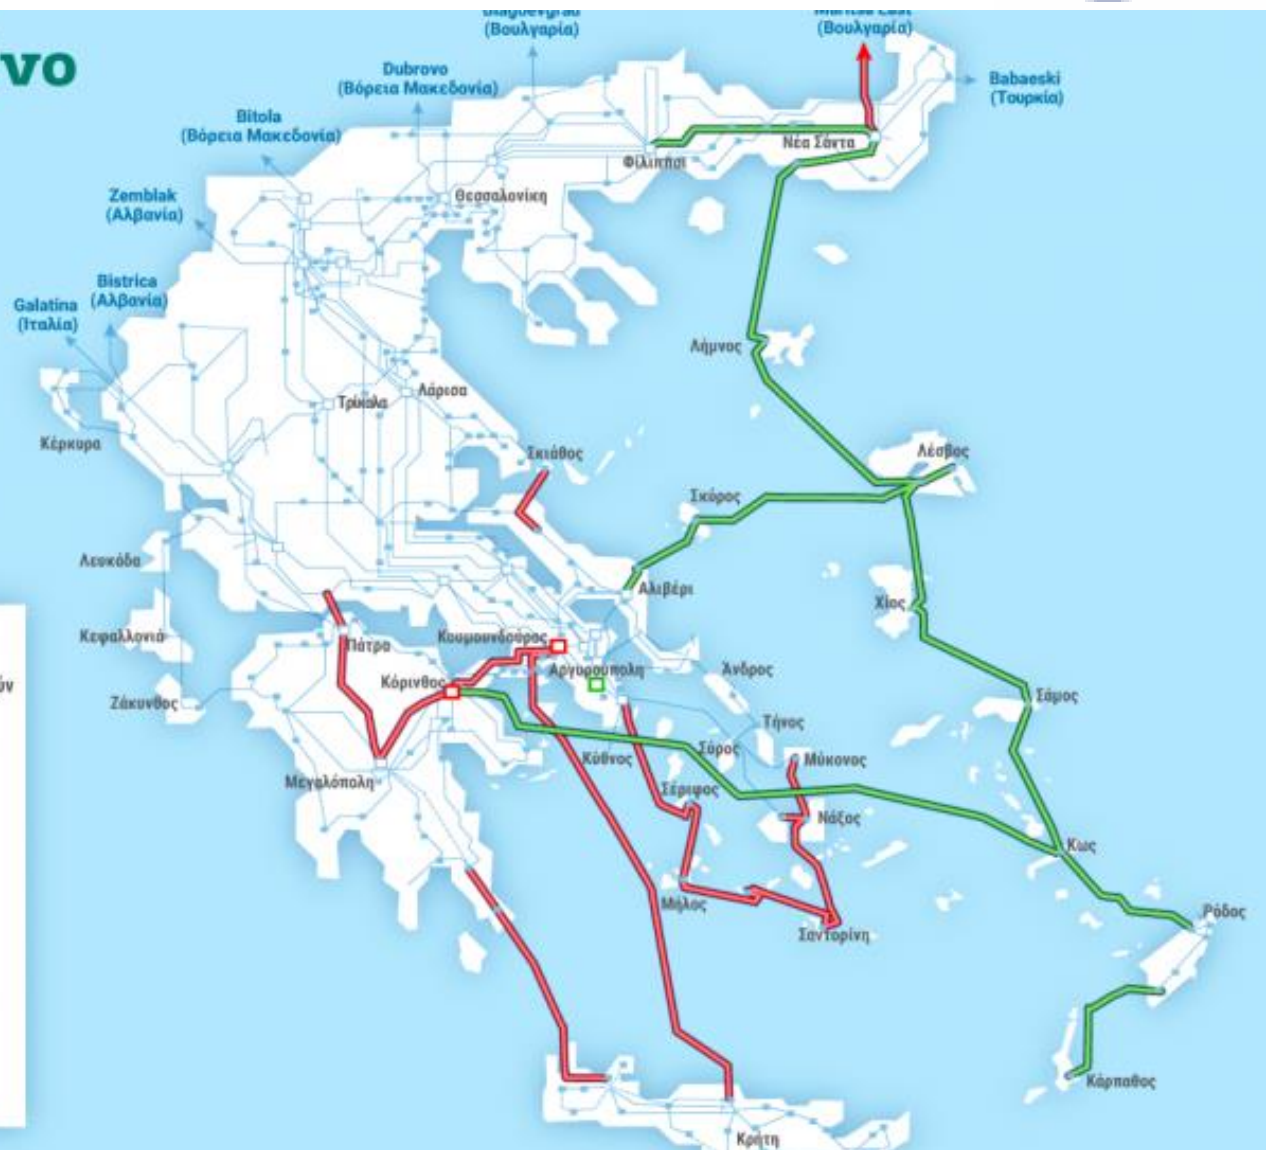 (Βουλγαρία)
(Βουλγαρία)
νο
Dubrovo
(Βόρεια Μακεδονία)
Babaeski
(Τουρκία)
Bitola
(Βόρεια Μακεδονία)
Νέα Σάντα
Φίλιπποι
Zemblak
(Αλβανία)
Θεσσαλονίκη
Bistrica
(Αλβανία)
Galatina
(Ιταλία)
Λήμνος
Λάρισα
Τρίκαλα
Κέρκυρα
Σκιάθος
Λέσβος
Σκύρος
Λευκάδα
Αλιβέρι
Χίος
Κεφαλλονιά
Πάτρα
Κουμουνδούρος
Αργυρούπολη
Άνδρος
ύν
Κόρινθος
Ζάκυνθος
Σάμος
Τήνος
Σύρος
Κύθνος
Μύκονος
Μεγαλόπολη
Σέριφος
Νάξος
Κως
Μήλος
Ρόδος
Σαντορίνη
Κάρπαθος
Κρήτη